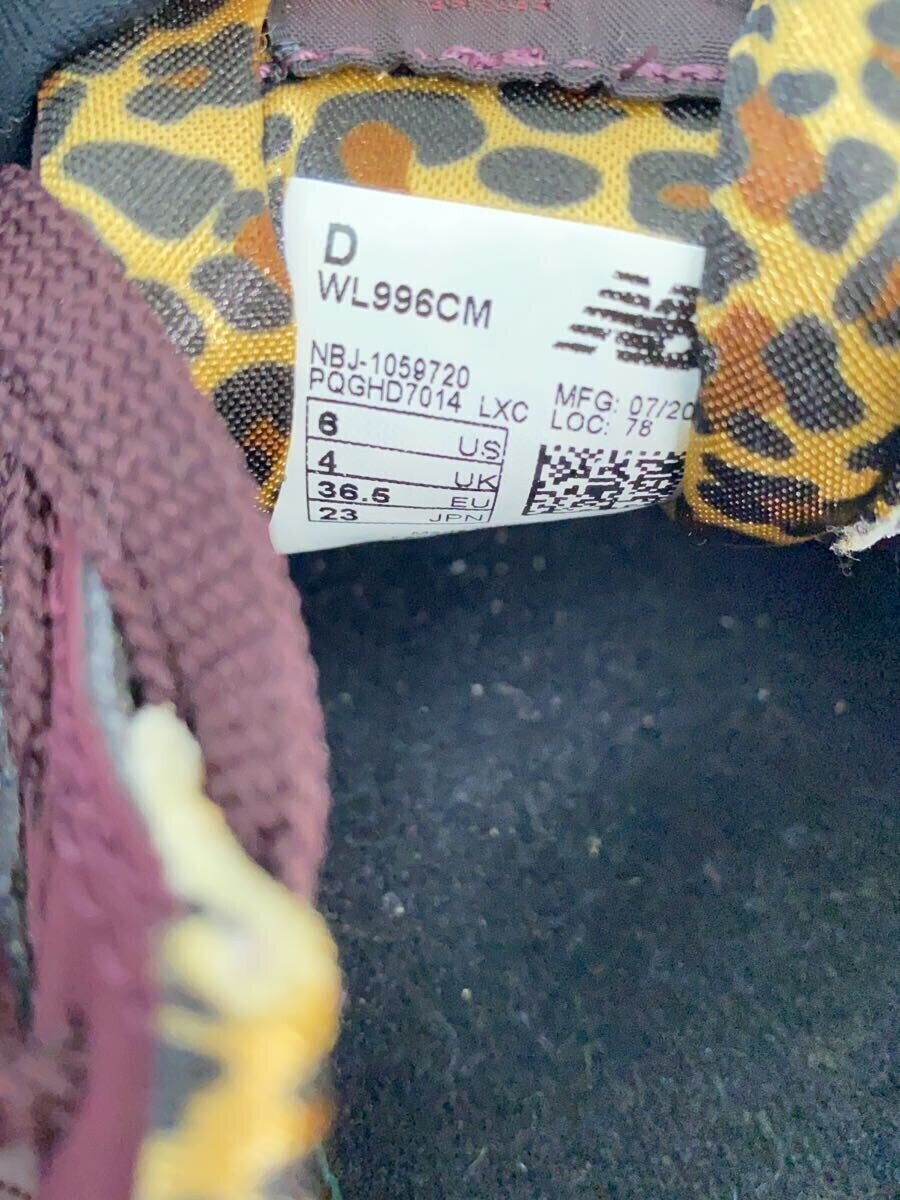 D
WL996CM
NBJ-1059720
PQGHD7014 LXC
MFG: 07/20
LOC: 78
6 US
4 UK
36.5 EU
23 JPN